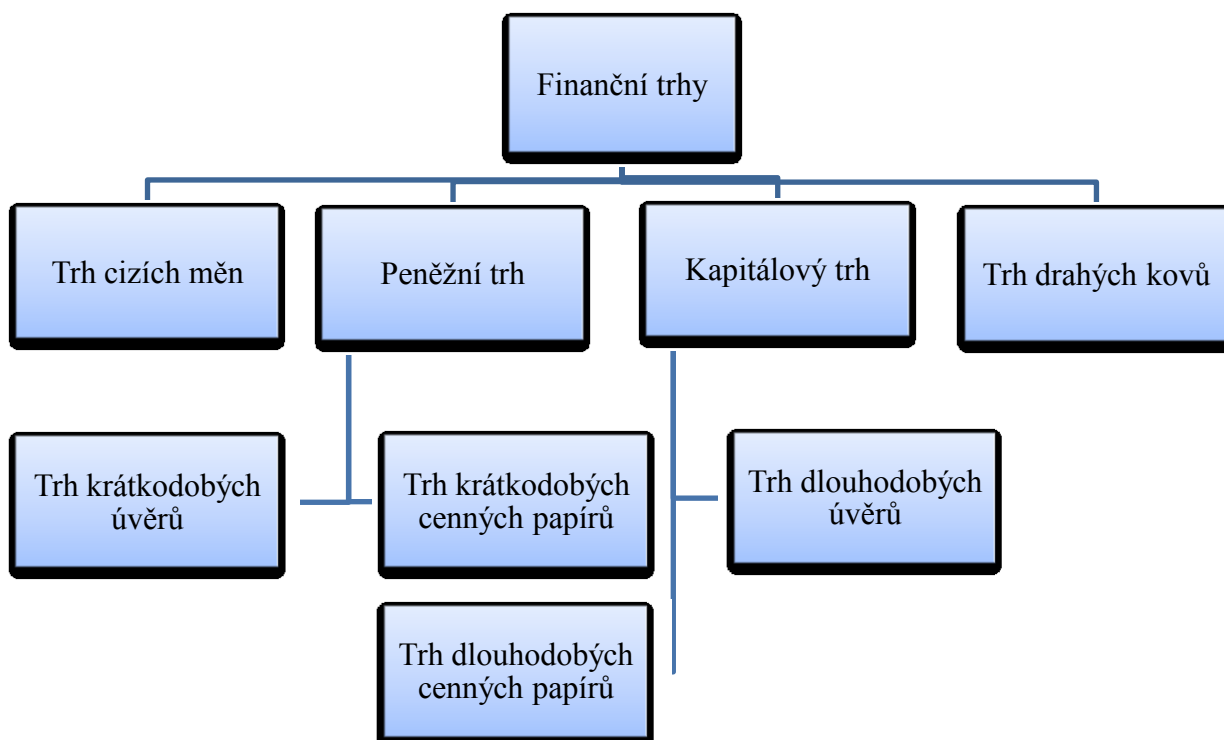 Finanční trhy
Trh cizích měn
Peněžní trh
Kapitálový trh
Trh drahých kovů
Trh krátkodobých
úvěrů
Trh krátkodobých
cenných papírů
Trh dlouhodobých
úvěrů
Trh dlouhodobých
cenných papírů